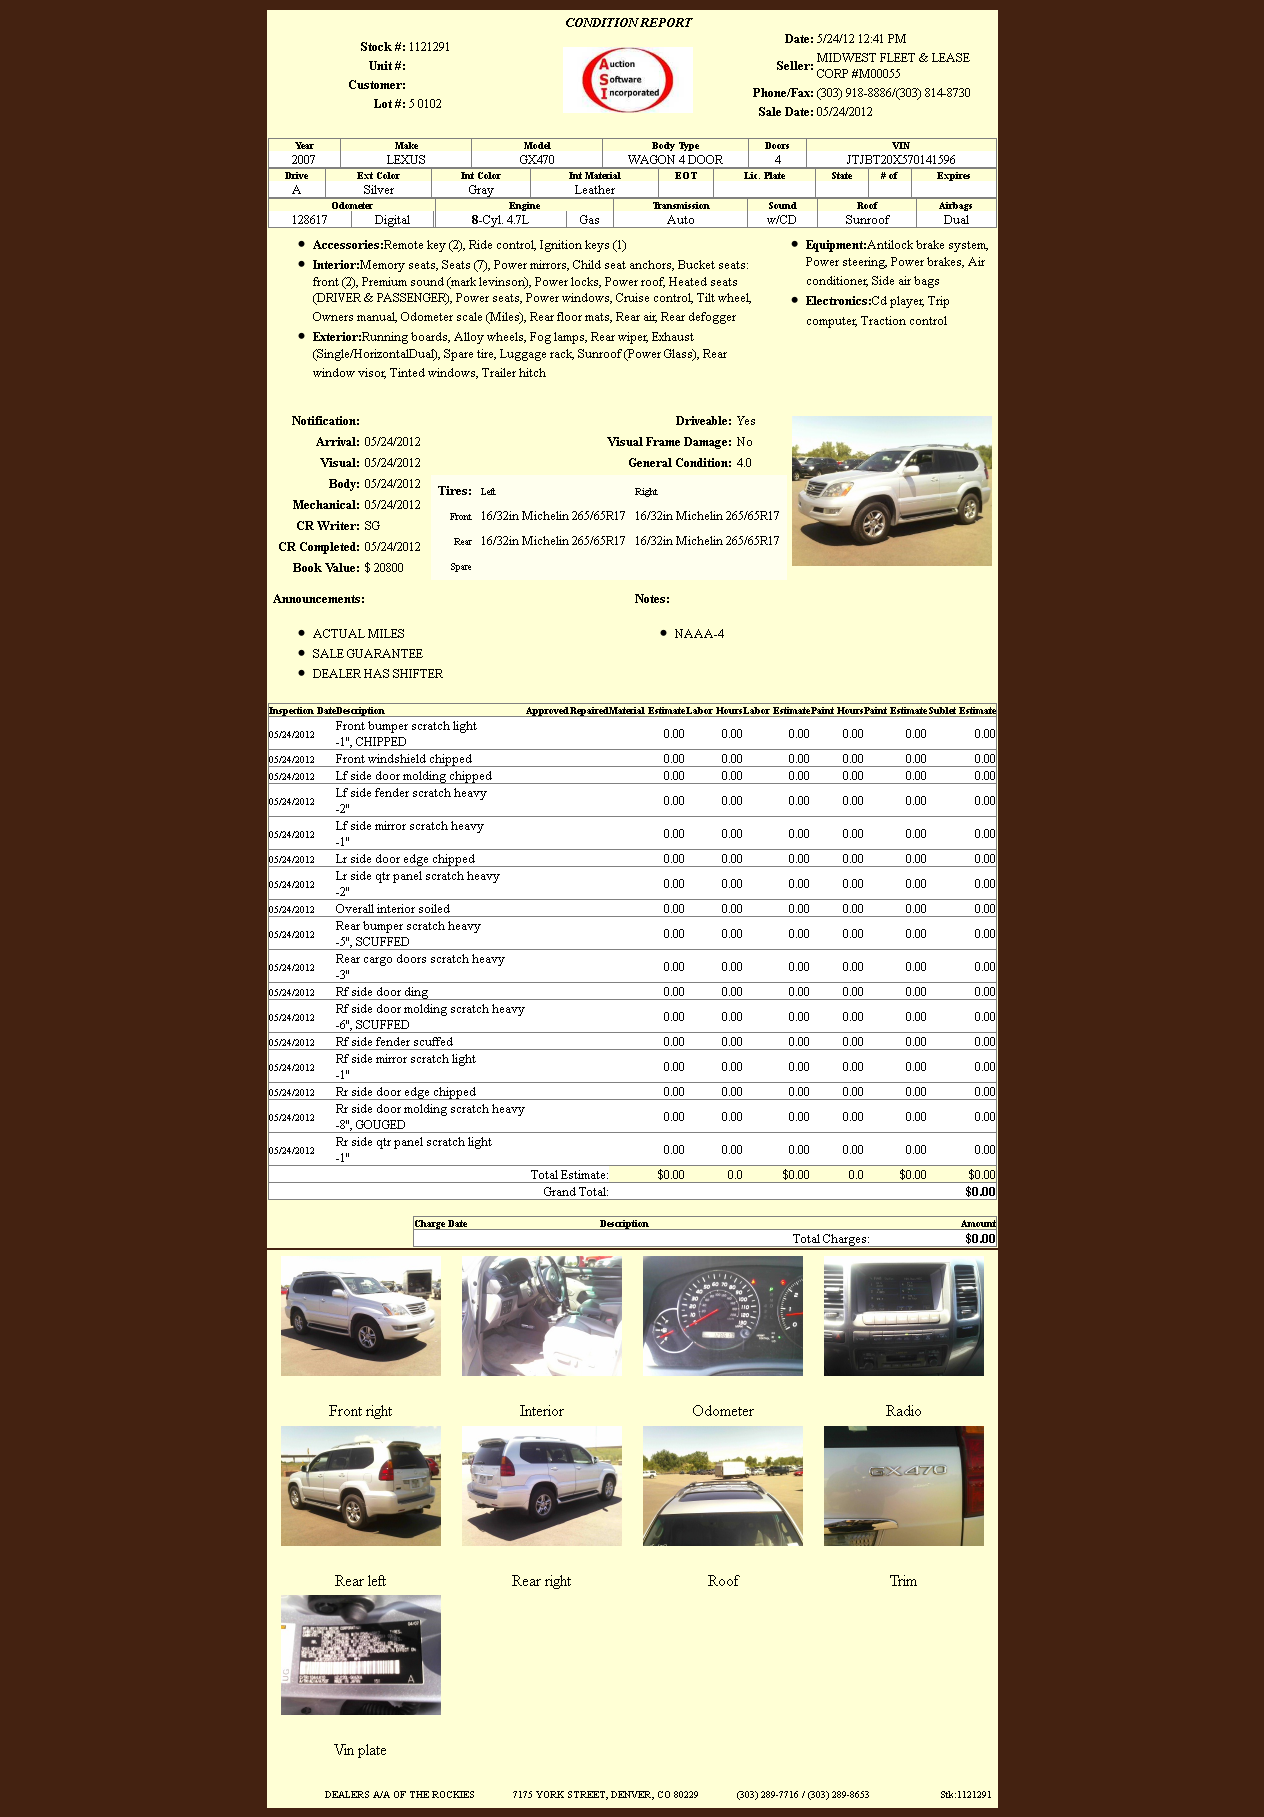 CONDITION REPORT
Stock #: 1121291
Unit #:
Customer:
Lot #: 5 0102
Auction
Software
Incorporated
Date: 5/24/12 12:41 PM
Seller: MIDWEST FLEET & LEASE
CORP #M00055
Phone/Fax: (303) 918-8886/(303) 814-8730
Sale Date: 05/24/2012
Year Make Model Body Type Doors VIN
2007 LEXUS GX470 WAGON 4 DOOR 4 JTJBT20X570141596
Drive Ext Color Int Color Int Material EOT Lic. Plate State # of Expires
A Silver Gray Leather
Odometer Engine Transmission Sound Roof Airbags
128617 Digital 8-Cyl. 4.7L Gas Auto w/CD Sunroof Dual
Accessories:Remote key (2), Ride control, Ignition keys (1)
Interior:Memory seats, Seats (7), Power mirrors, Child seat anchors, Bucket seats:
front (2), Premium sound (mark levinson), Power locks, Power roof, Heated seats
(DRIVER & PASSENGER), Power seats, Power windows, Cruise control, Tilt wheel,
Owners manual, Odometer scale (Miles), Rear floor mats, Rear air, Rear defogger
Exterior:Running boards, Alloy wheels, Fog lamps, Rear wiper, Exhaust
(Single/HorizontalDual), Spare tire, Luggage rack, Sunroof (Power Glass), Rear
window visor, Tinted windows, Trailer hitch
Equipment:Antilock brake system,
Power steering, Power brakes, Air
conditioner, Side air bags
Electronics:Cd player, Trip
computer, Traction control
Notification:
Arrival: 05/24/2012
Visual: 05/24/2012
Body: 05/24/2012
Mechanical: 05/24/2012
CR Writer: SG
CR Completed: 05/24/2012
Book Value: $ 20800
Driveable: Yes
Visual Frame Damage: No
General Condition: 4.0
Tires: Left Right
Front 16/32in Michelin 265/65R17 16/32in Michelin 265/65R17
Rear 16/32in Michelin 265/65R17 16/32in Michelin 265/65R17
Spare
Announcements:
ACTUAL MILES
SALE GUARANTEE
DEALER HAS SHIFTER
Notes:
NAAA-4
Inspection Date Description Approved Repaired Material Estimate Labor Hours Labor Estimate Paint Hours Paint Estimate Sublet Estimate
05/24/2012 Front bumper scratch light 0.00 0.00 0.00 0.00 0.00 0.00
-1", CHIPPED
05/24/2012 Front windshield chipped 0.00 0.00 0.00 0.00 0.00 0.00
05/24/2012 Lf side door molding chipped 0.00 0.00 0.00 0.00 0.00 0.00
05/24/2012 Lf side fender scratch heavy 0.00 0.00 0.00 0.00 0.00 0.00
-2"
05/24/2012 Lf side mirror scratch heavy 0.00 0.00 0.00 0.00 0.00 0.00
-1"
05/24/2012 Lr side door edge chipped 0.00 0.00 0.00 0.00 0.00 0.00
05/24/2012 Lr side qtr panel scratch heavy 0.00 0.00 0.00 0.00 0.00 0.00
-2"
05/24/2012 Overall interior soiled 0.00 0.00 0.00 0.00 0.00 0.00
05/24/2012 Rear bumper scratch heavy 0.00 0.00 0.00 0.00 0.00 0.00
-5", SCUFFED
05/24/2012 Rear cargo doors scratch heavy 0.00 0.00 0.00 0.00 0.00 0.00
-3"
05/24/2012 Rf side door ding 0.00 0.00 0.00 0.00 0.00 0.00
05/24/2012 Rf side door molding scratch heavy 0.00 0.00 0.00 0.00 0.00 0.00
-6", SCUFFED
05/24/2012 Rf side fender scuffed 0.00 0.00 0.00 0.00 0.00 0.00
05/24/2012 Rf side mirror scratch light 0.00 0.00 0.00 0.00 0.00 0.00
-1"
05/24/2012 Rr side door edge chipped 0.00 0.00 0.00 0.00 0.00 0.00
05/24/2012 Rr side door molding scratch heavy 0.00 0.00 0.00 0.00 0.00 0.00
-8", GOUGED
05/24/2012 Rr side qtr panel scratch light 0.00 0.00 0.00 0.00 0.00 0.00
-1"
Total Estimate: $0.00 0.0 $0.00 0.0 $0.00 $0.00
Grand Total: $0.00
Charge Date Description Amount
Total Charges: $0.00
Front right Interior Odometer Radio
GX470
Rear left Rear right Roof Trim
Vin plate
DEALERS A/A OF THE ROCKIES 7175 YORK STREET, DENVER, CO 80229 (303) 289-7716 / (303) 289-8653 Stk:1121291